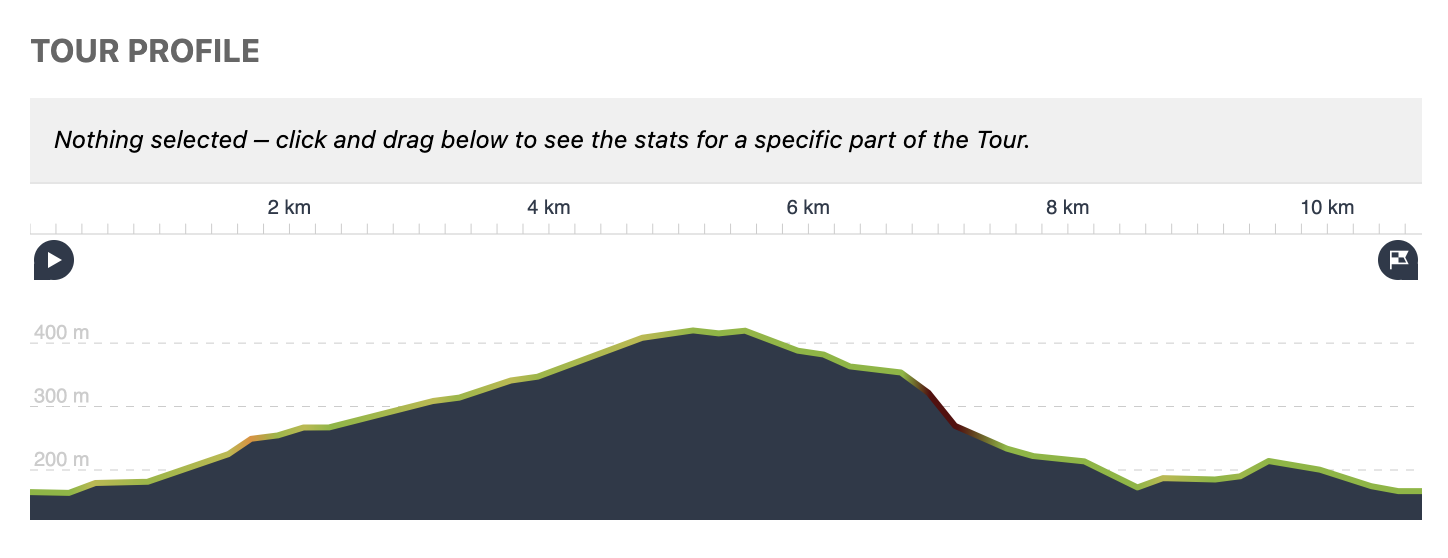 TOUR PROFILE
Nothing selected – click and drag below to see the stats for a specific part of the Tour.
2 km 4 km 6 km 8 km 10 km
400 m
300 m
200 m